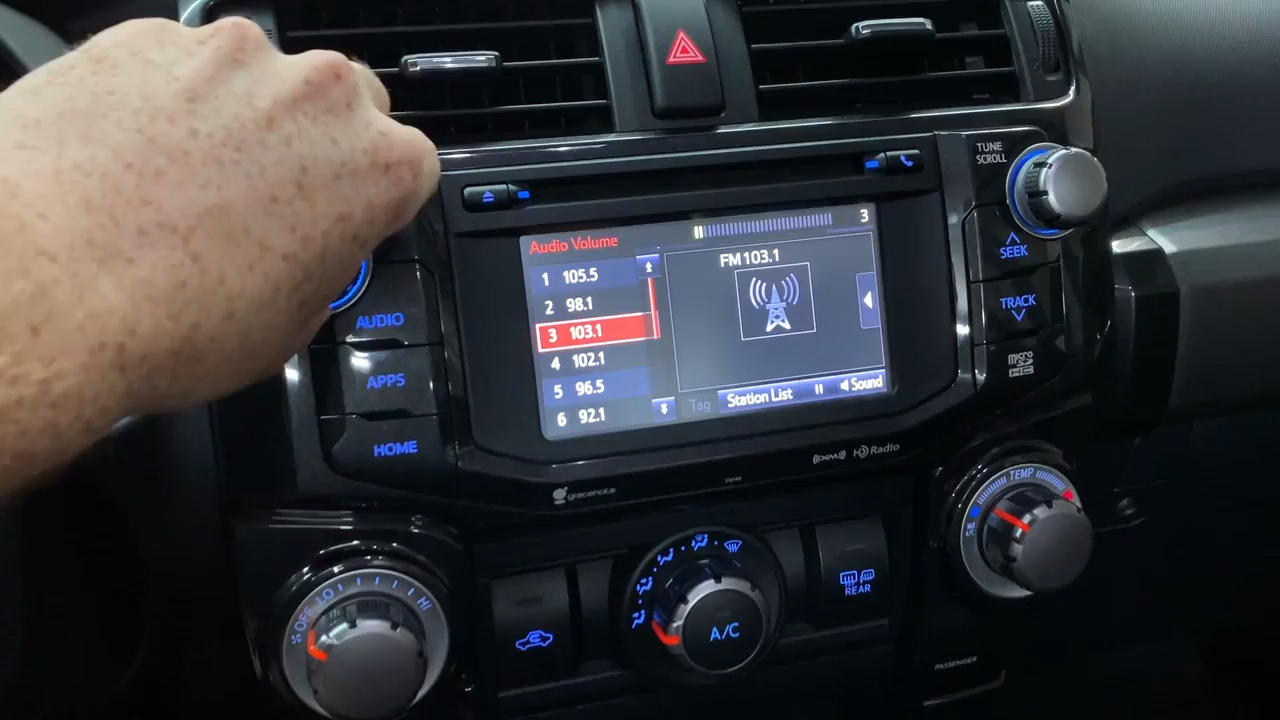 TUNE
SCROLL
Audio Volume
3
1 105.5
2 98.1
3 103.1
4 102.1
5 96.5
6 92.1
FM 103.1
Tag
Station List
Sound
SEEK
TRACK
micro
SD
HC
AUDIO
APPS
HOME
gracenote
((XM))
HD Radio
OFF
LO
HI
A/C
REAR
TEMP
PASSENGER